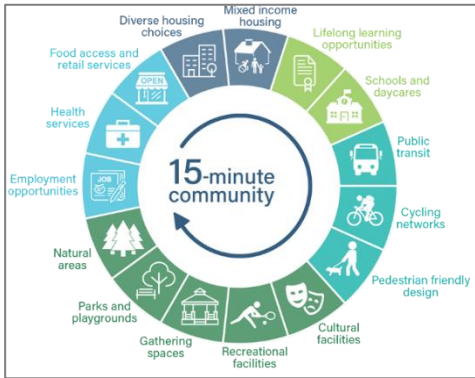 Mixed income
housing
Lifelong learning
opportunities
Schools and
daycares
Public
transit
Cycling
networks
Pedestrian friendly
design
Cultural
facilities
Recreational
facilities
Gathering
spaces
Parks and
playgrounds
Natural
areas
Employment
opportunities
Health
services
Food access and
retail services
Diverse housing
choices
OPEN
JOB
15-minute
community